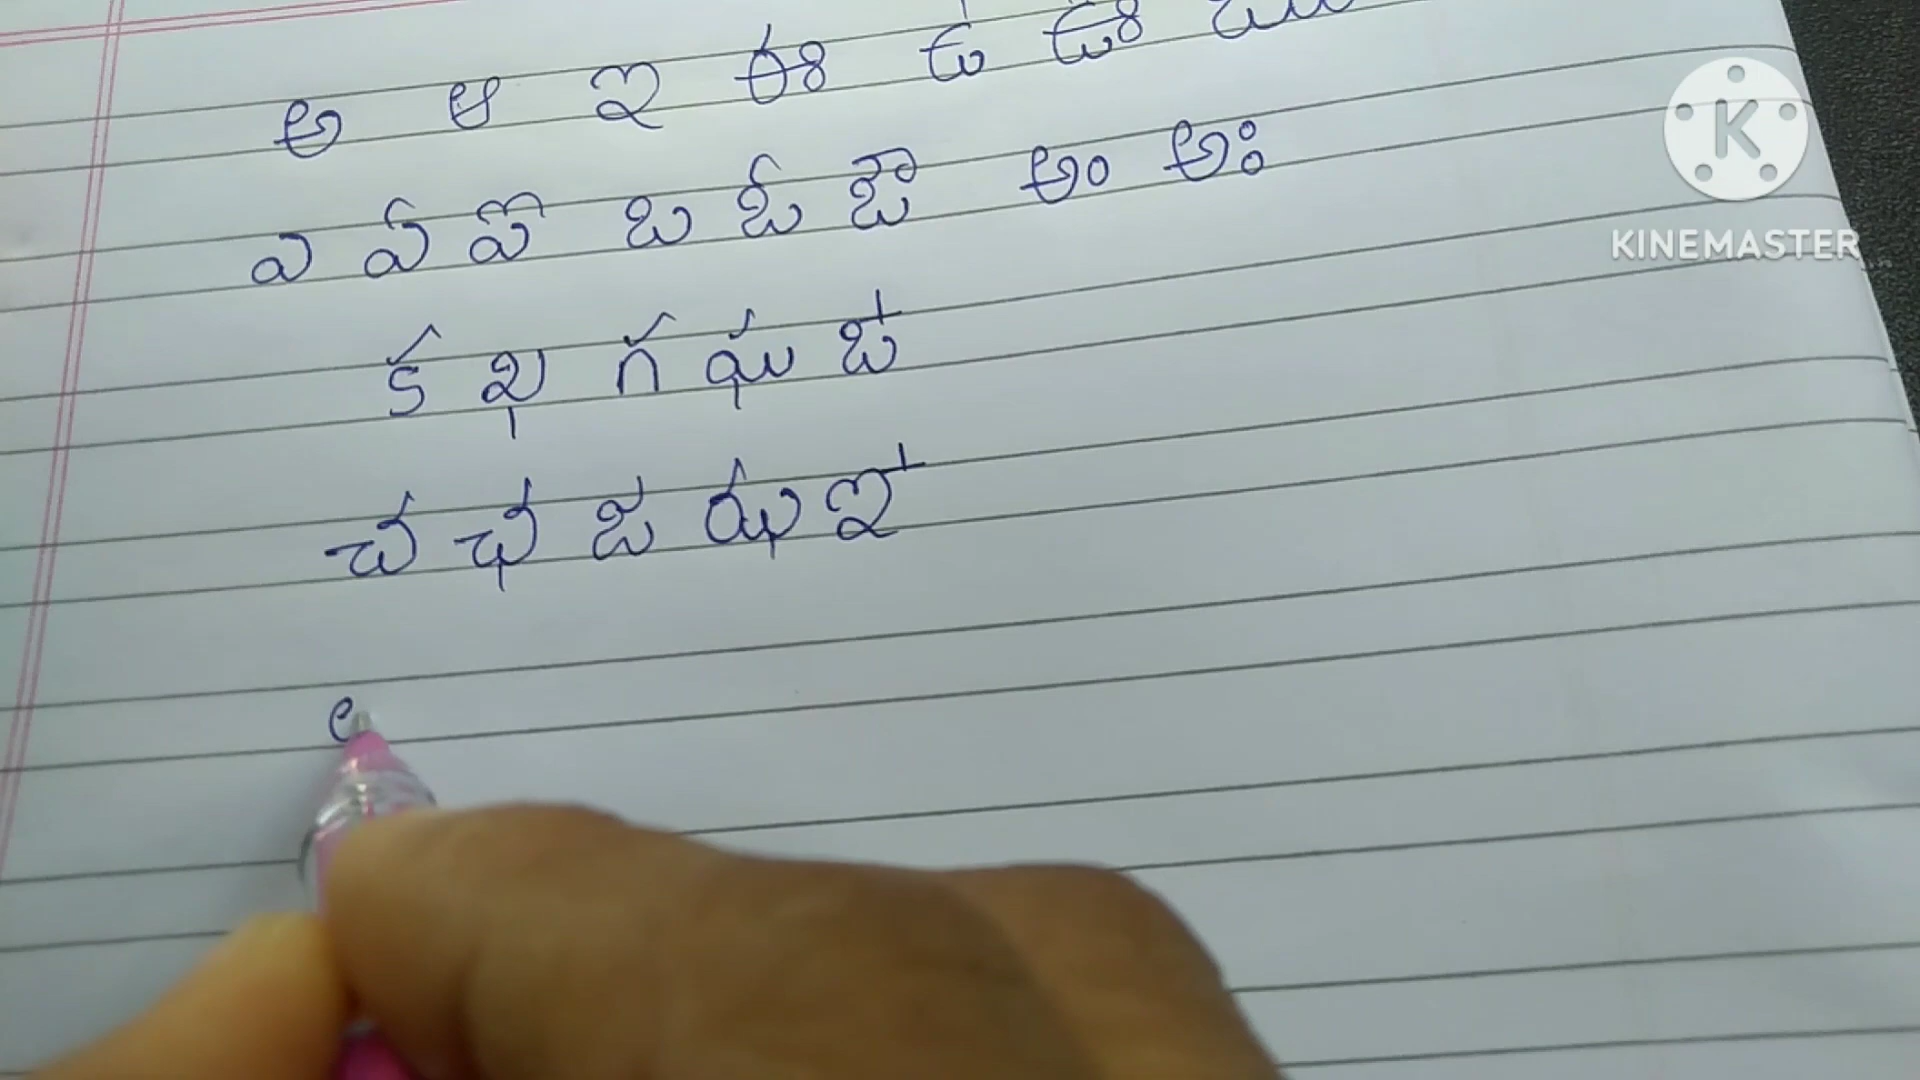 అ ఆ ఇ ఈ ఉ ఊ ఋ
ఎ ఏ ఐ ఒ ఓ ఔ అం అః
క ఖ గ ఘ ఙ
చ ఛ జ ఝ ఞ
KINEMASTER